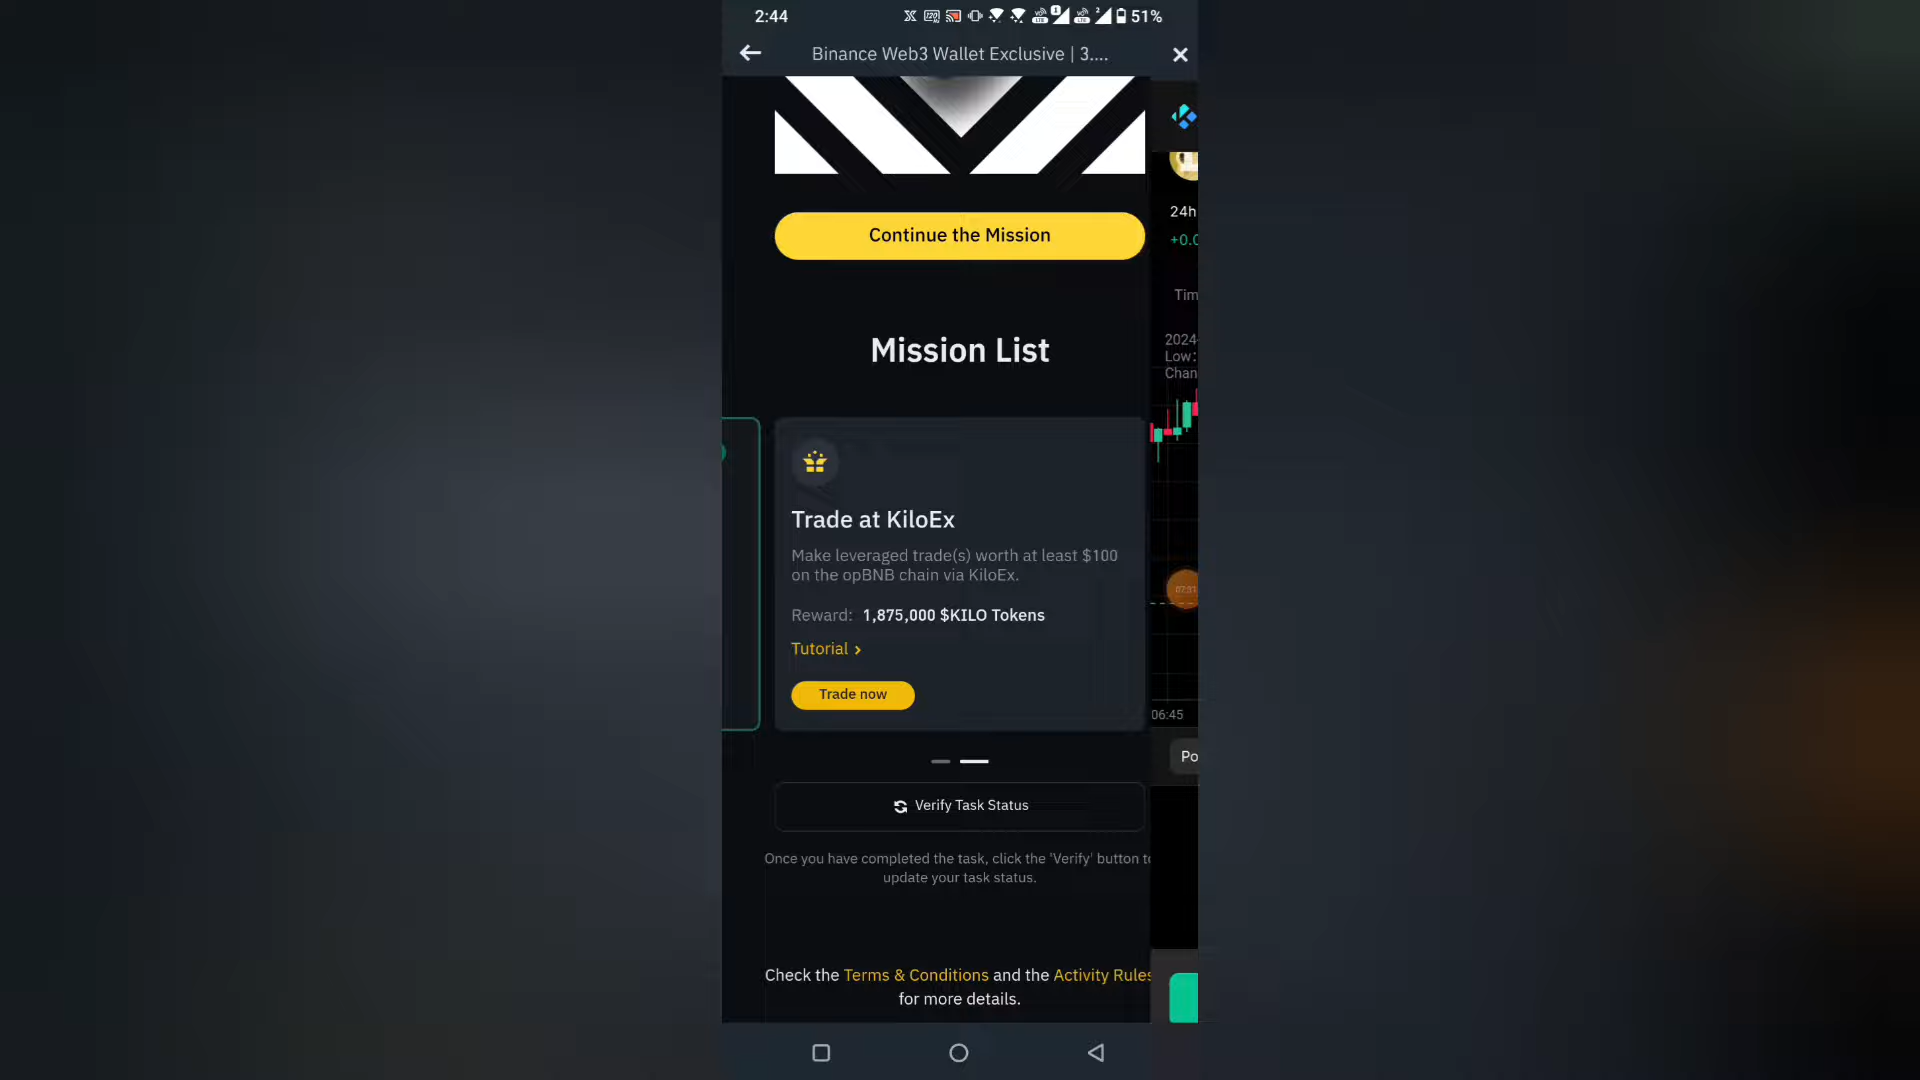 2:44
51%
Binance Web3 Wallet Exclusive | 3....
Continue the Mission
24h
+0.0
Tim
Mission List
2024-
Low:
Chan
Trade at KiloEx
Make leveraged trade(s) worth at least $100
on the opBNB chain via KiloEx.
Reward: 1,875,000 $KILO Tokens
Tutorial >
Trade now
06:45
Po
Verify Task Status
Once you have completed the task, click the 'Verify' button to
update your task status.
Check the Terms & Conditions and the Activity Rules
for more details.